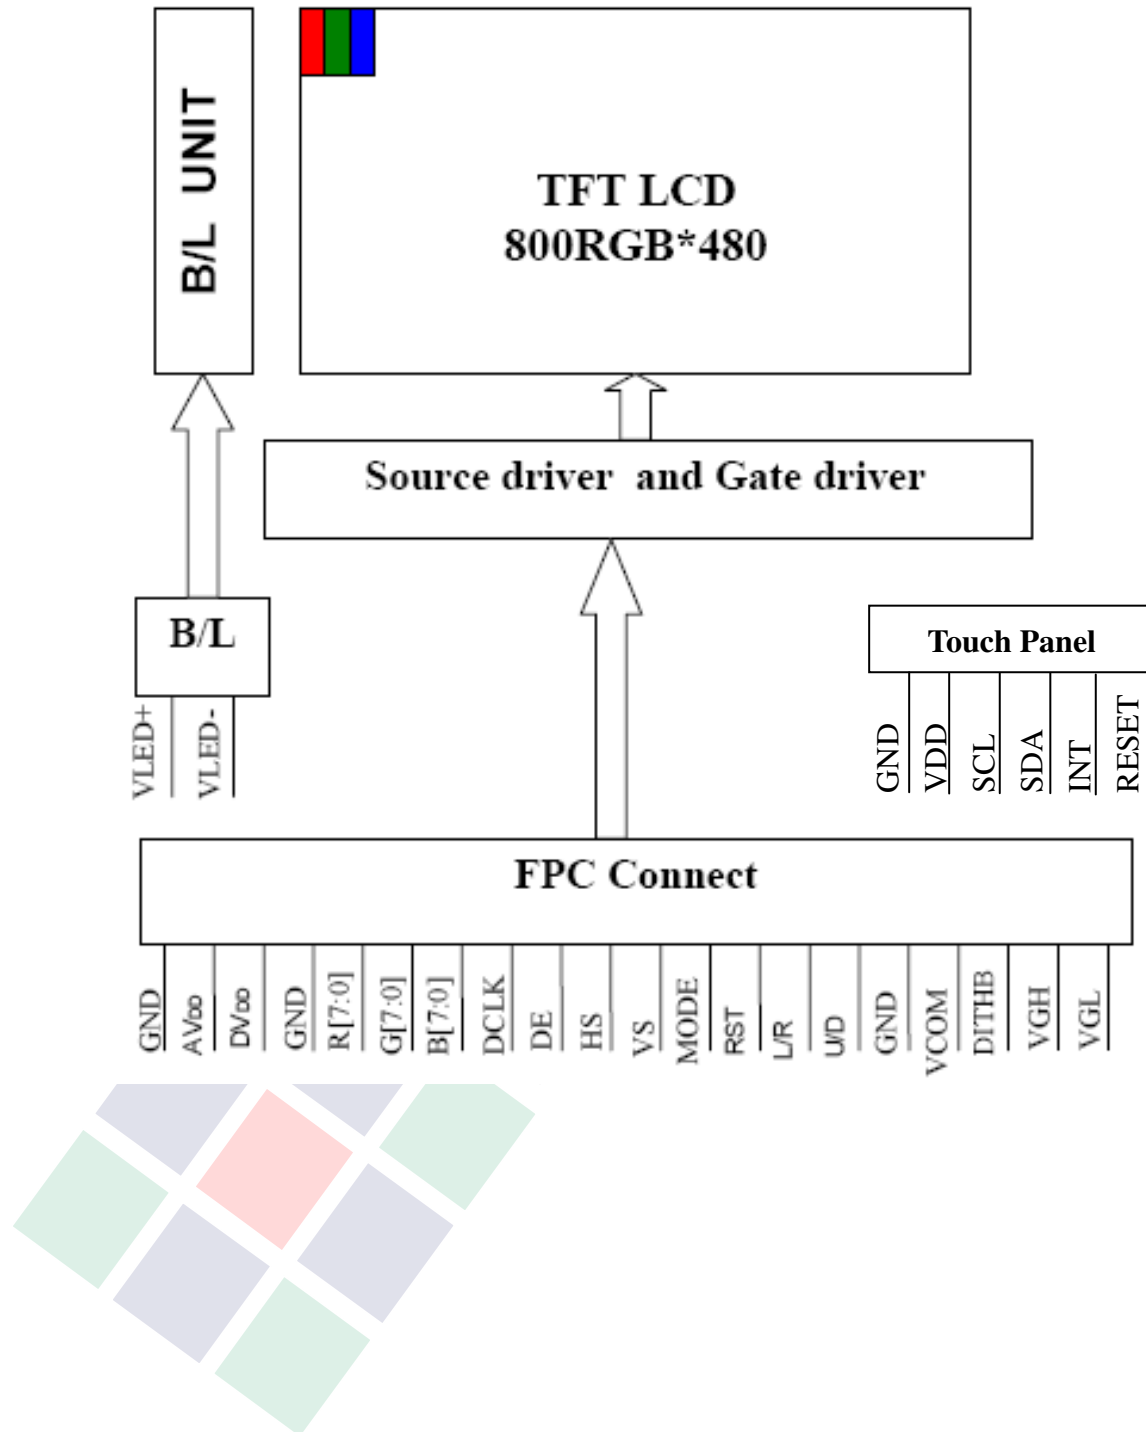 B/L UNIT
TFT LCD
800RGB*480
Source driver and Gate driver
B/L
VLED+
VLED-
Touch Panel
GND
VDD
SCL
SDA
INT
RESET
FPC Connect
GND
AVDD
DVDD
GND
R[7:0]
G[7:0]
B[7:0]
DCLK
DE
HS
VS
MODE
RST
L/R
U/D
GND
VCOM
DITHB
VGH
VGL